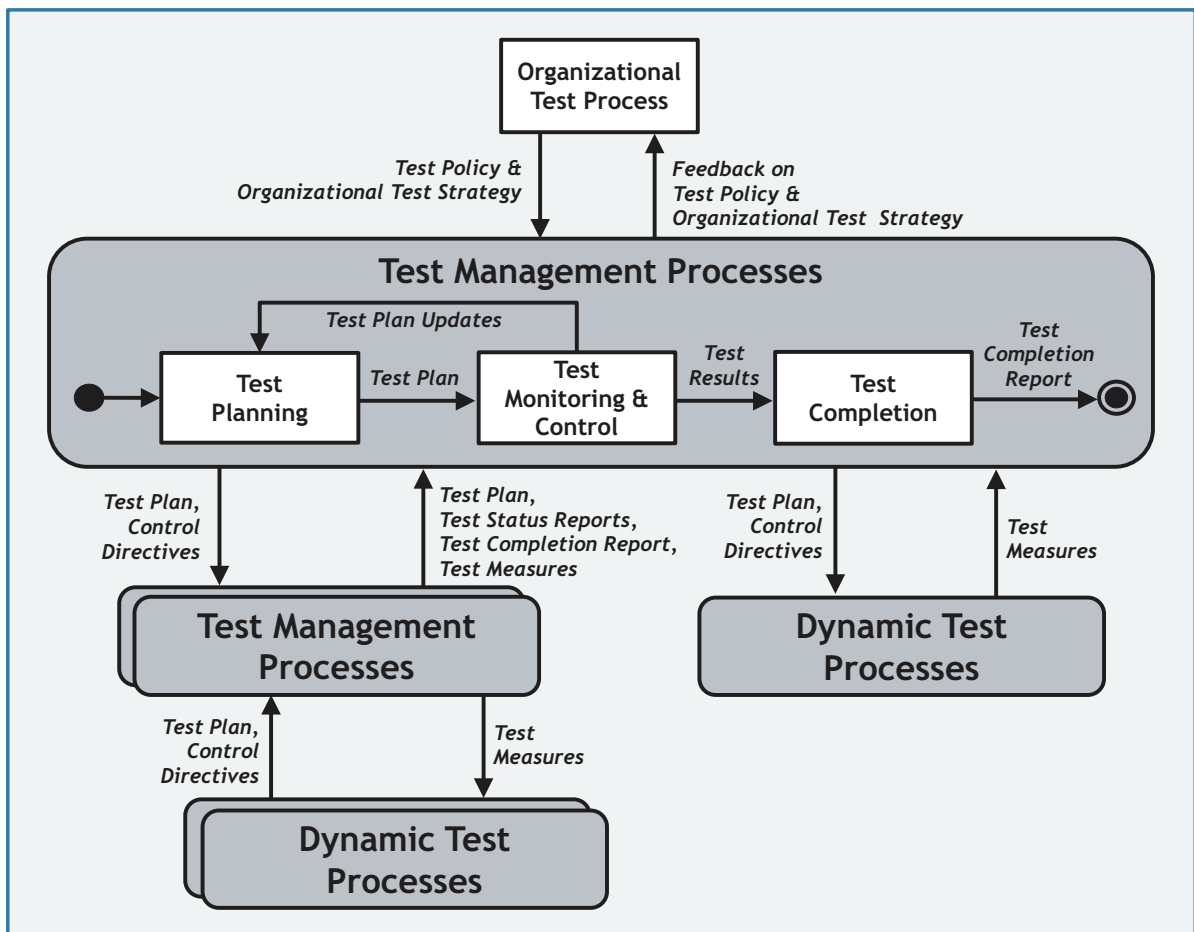 Organizational
Test Process
Test Policy &
Organizational Test Strategy
Feedback on
Test Policy &
Organizational Test Strategy
Test Management Processes
Test Plan Updates
Test
Planning
Test Plan
Test
Monitoring &
Control
Test
Results
Test
Completion
Test
Completion
Report
Test Plan,
Control
Directives
Test Plan,
Test Status Reports,
Test Completion Report,
Test Measures
Test Plan,
Control
Directives
Test
Measures
Test Management
Processes
Dynamic Test
Processes
Test Plan,
Control
Directives
Test
Measures
Dynamic Test
Processes